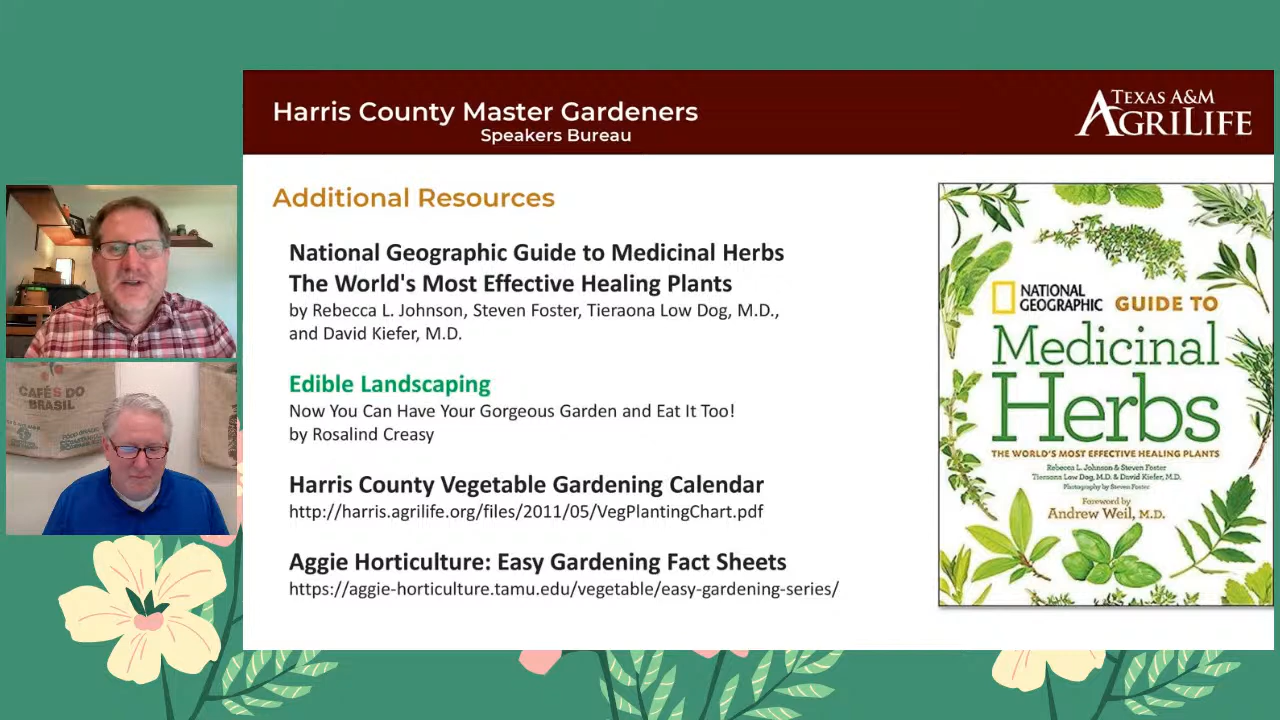 Harris County Master Gardeners
Speakers Bureau
TEXAS A&M
AGRILIFE
Additional Resources
National Geographic Guide to Medicinal Herbs
The World's Most Effective Healing Plants
by Rebecca L. Johnson, Steven Foster, Tieraona Low Dog, M.D.,
and David Kiefer, M.D.
Edible Landscaping
Now You Can Have Your Gorgeous Garden and Eat It Too!
by Rosalind Creasy
Harris County Vegetable Gardening Calendar
http://harris.agrilife.org/files/2011/05/VegPlantingChart.pdf
Aggie Horticulture: Easy Gardening Fact Sheets
https://aggie-horticulture.tamu.edu/vegetable/easy-gardening-series/
NATIONAL
GEOGRAPHIC
GUIDE TO
Medicinal
Herbs
THE WORLD'S MOST EFFECTIVE HEALING PLANTS
Rebecca L. Johnson & Steven Foster
Tieraona Low Dog, M.D. & David Kiefer, M.D.
Photography by Steven Foster
Foreword by
Andrew Weil, M.D.
CAFÉS DO
BRASIL